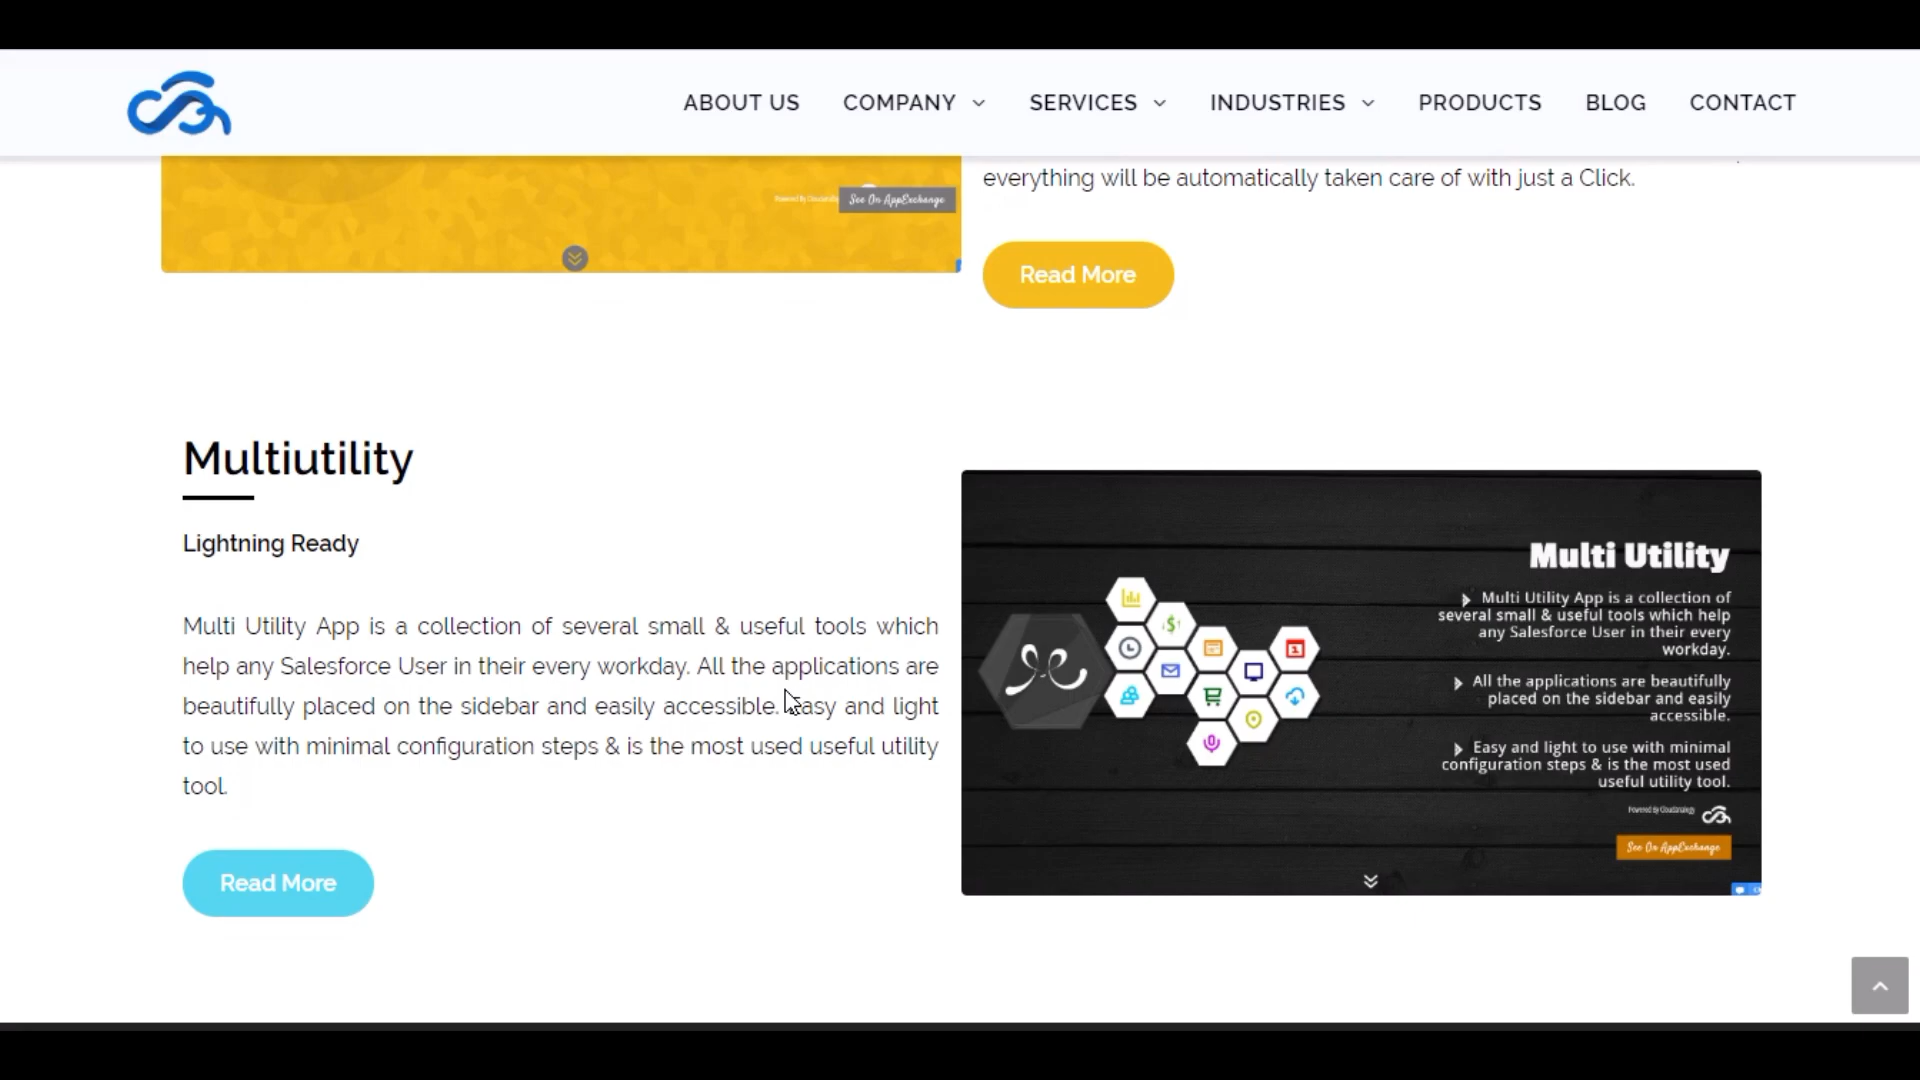 ABOUT US COMPANY SERVICES INDUSTRIES PRODUCTS BLOG CONTACT
everything will be automatically taken care of with just a Click.
See On AppExchange
Read More
Multiutility
Lightning Ready
Multi Utility App is a collection of several small & useful tools which
help any Salesforce User in their every workday. All the applications are
beautifully placed on the sidebar and easily accessible. Easy and light
to use with minimal configuration steps & is the most used useful utility
tool.
Read More
Multi Utility
Multi Utility App is a collection of
several small & useful tools which help
any Salesforce User in their every
workday.
All the applications are beautifully
placed on the sidebar and easily
accessible.
Easy and light to use with minimal
configuration steps & is the most used
useful utility tool.
Powered By Cloudanalogy
See On AppExchange